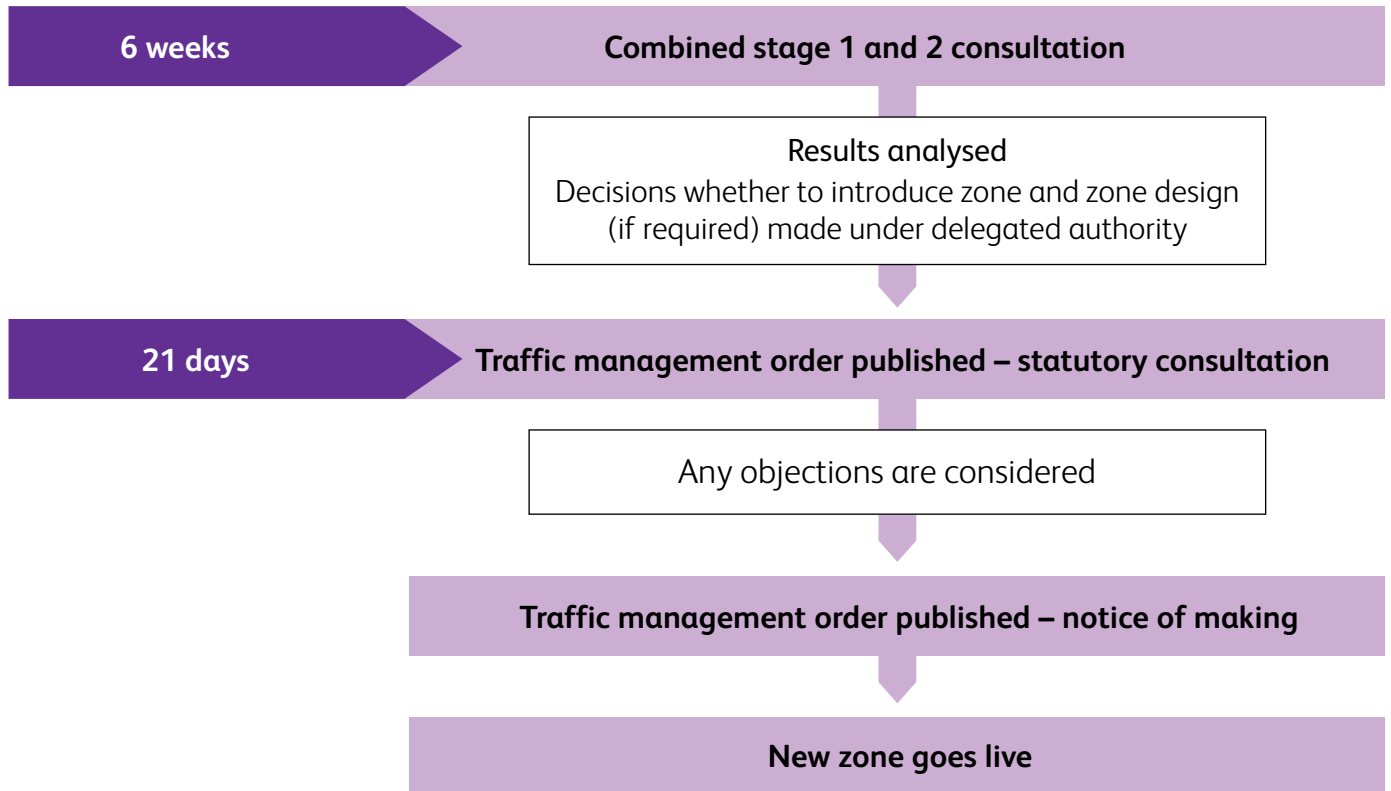 6 weeks
Combined stage 1 and 2 consultation
Results analysed
Decisions whether to introduce zone and zone design
(if required) made under delegated authority
21 days
Traffic management order published – statutory consultation
Any objections are considered
Traffic management order published – notice of making
New zone goes live